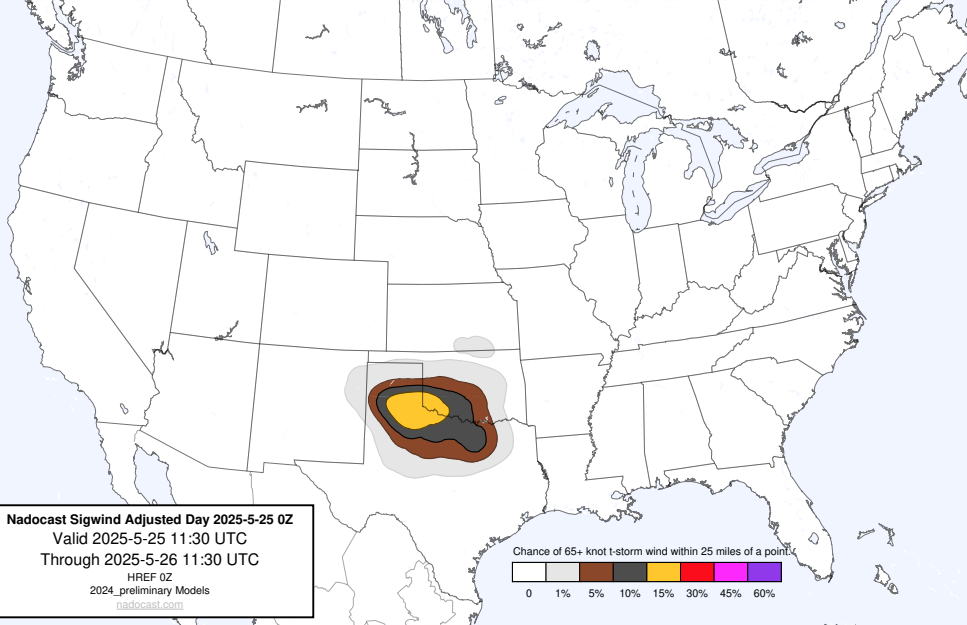 Nadocast Sigwind Adjusted Day 2025-5-25 0Z
Valid 2025-5-25 11:30 UTC
Through 2025-5-26 11:30 UTC
HREF 0Z
2024_preliminary Models
nadocast.com
Chance of 65+ knot t-storm wind within 25 miles of a point.
0 1% 5% 10% 15% 30% 45% 60%